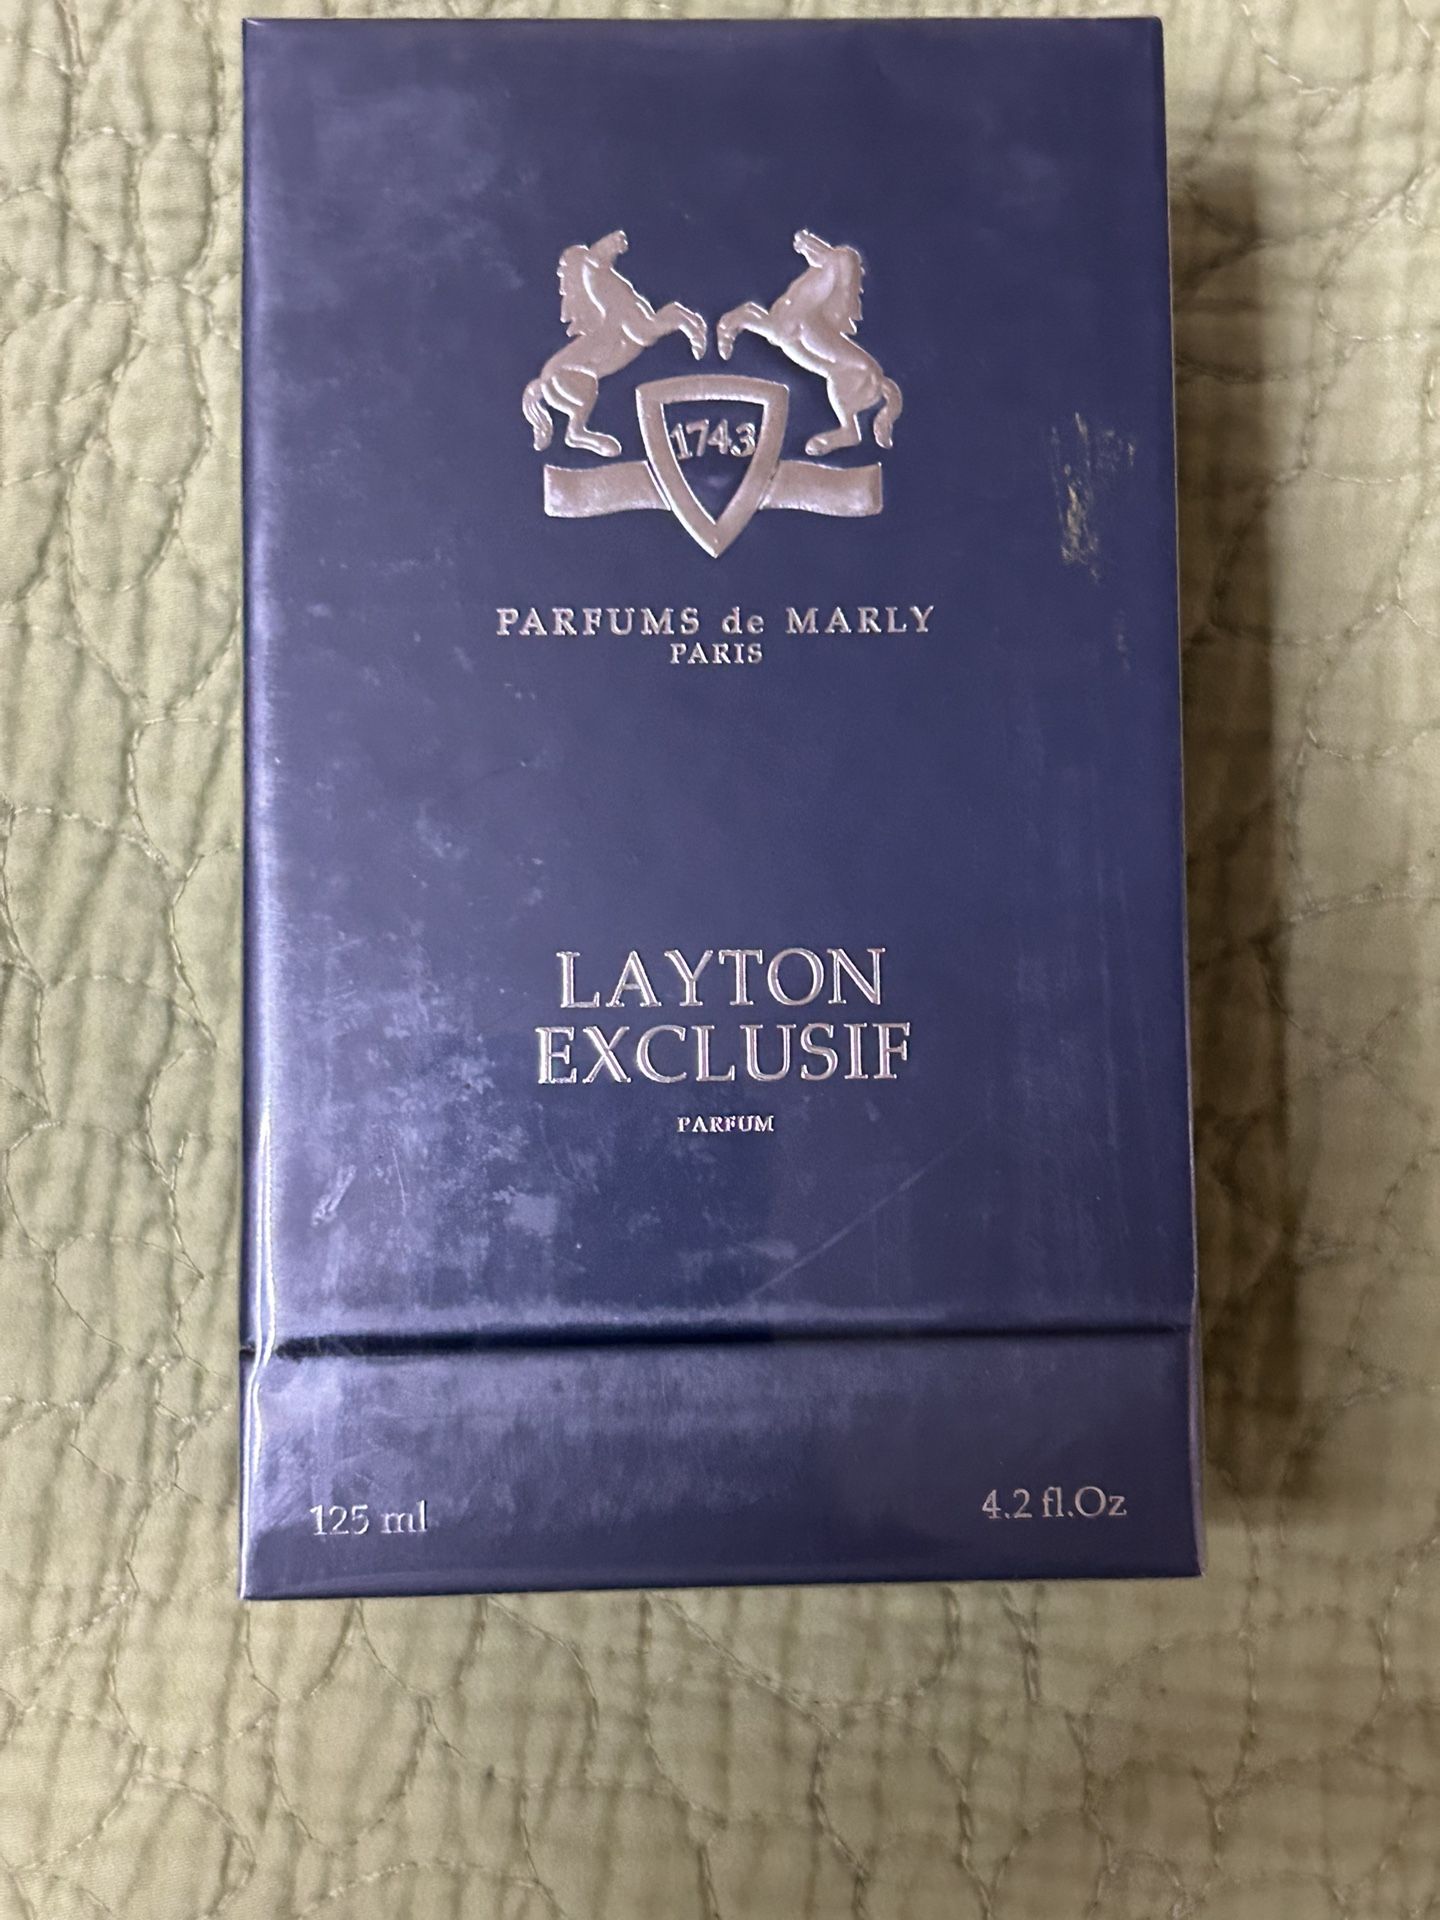 1743
PARFUMS de MARLY
PARIS
LAYTON
EXCLUSIF
PARFUM
125 ml
4.2 fl.Oz